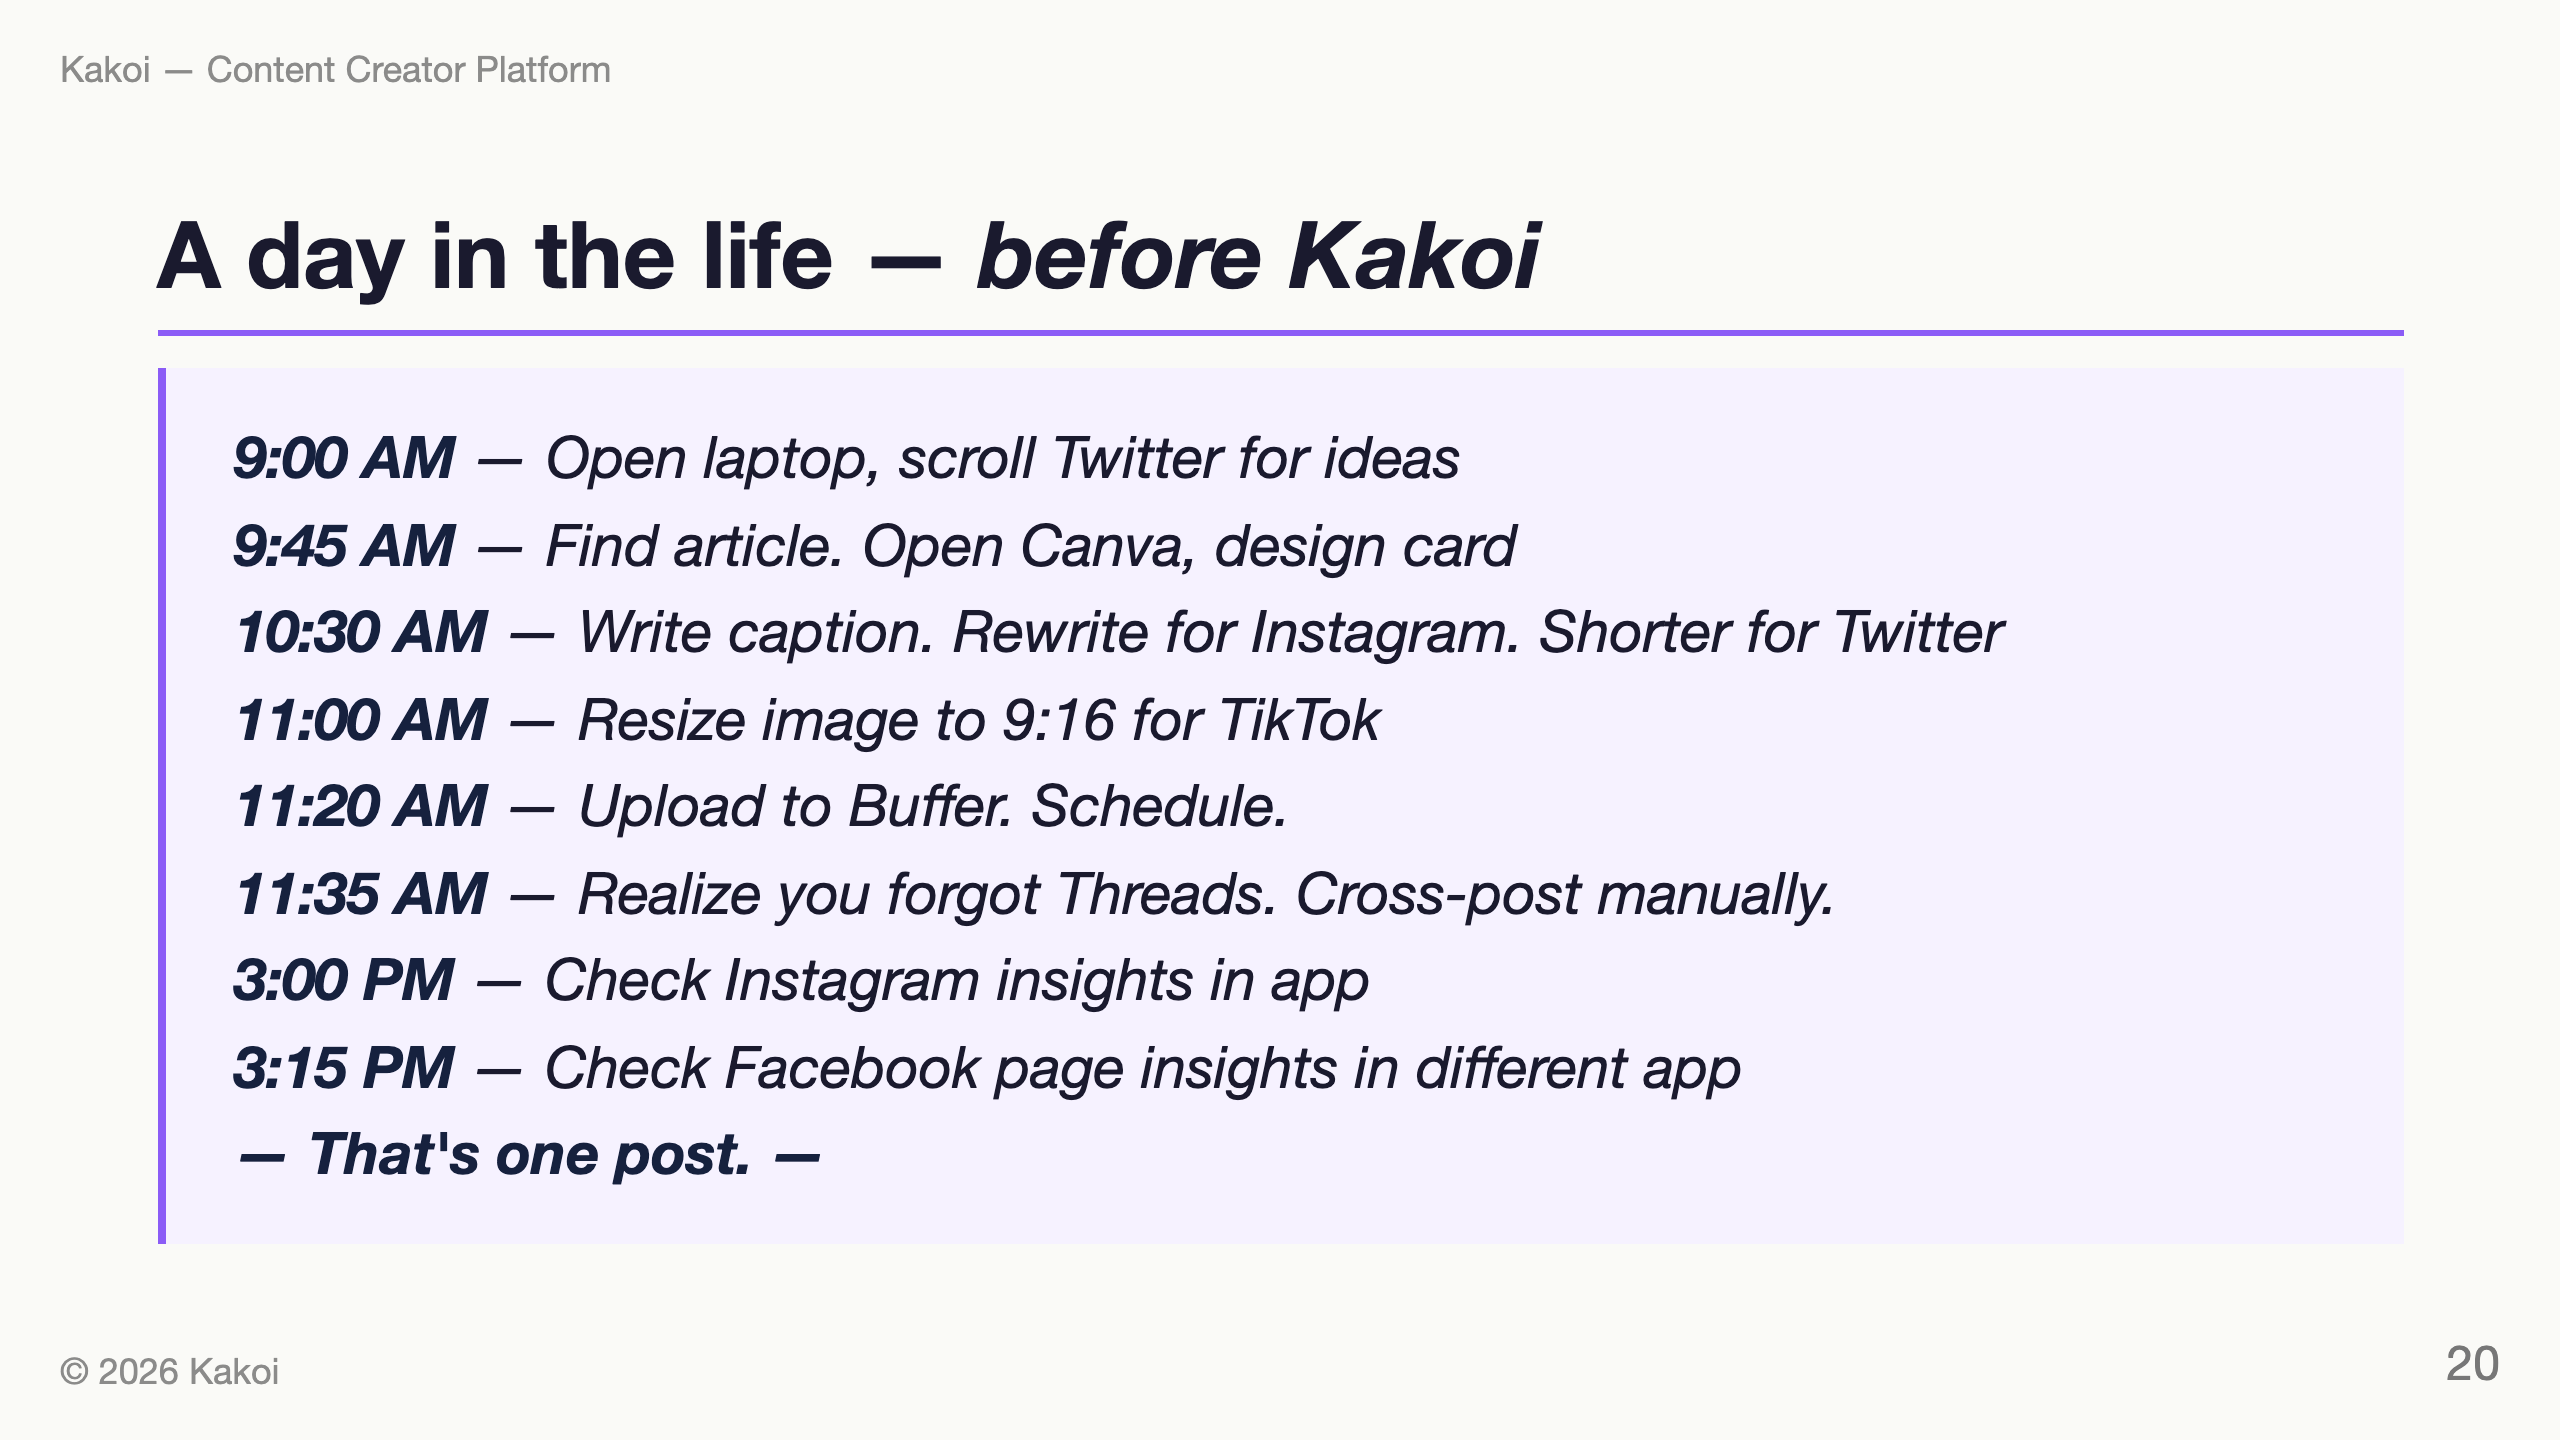 Kakoi — Content Creator Platform
A day in the life — before Kakoi
9:00 AM — Open laptop, scroll Twitter for ideas
9:45 AM — Find article. Open Canva, design card
10:30 AM — Write caption. Rewrite for Instagram. Shorter for Twitter
11:00 AM — Resize image to 9:16 for TikTok
11:20 AM — Upload to Buffer. Schedule.
11:35 AM — Realize you forgot Threads. Cross-post manually.
3:00 PM — Check Instagram insights in app
3:15 PM — Check Facebook page insights in different app
— That's one post. —
© 2026 Kakoi
20